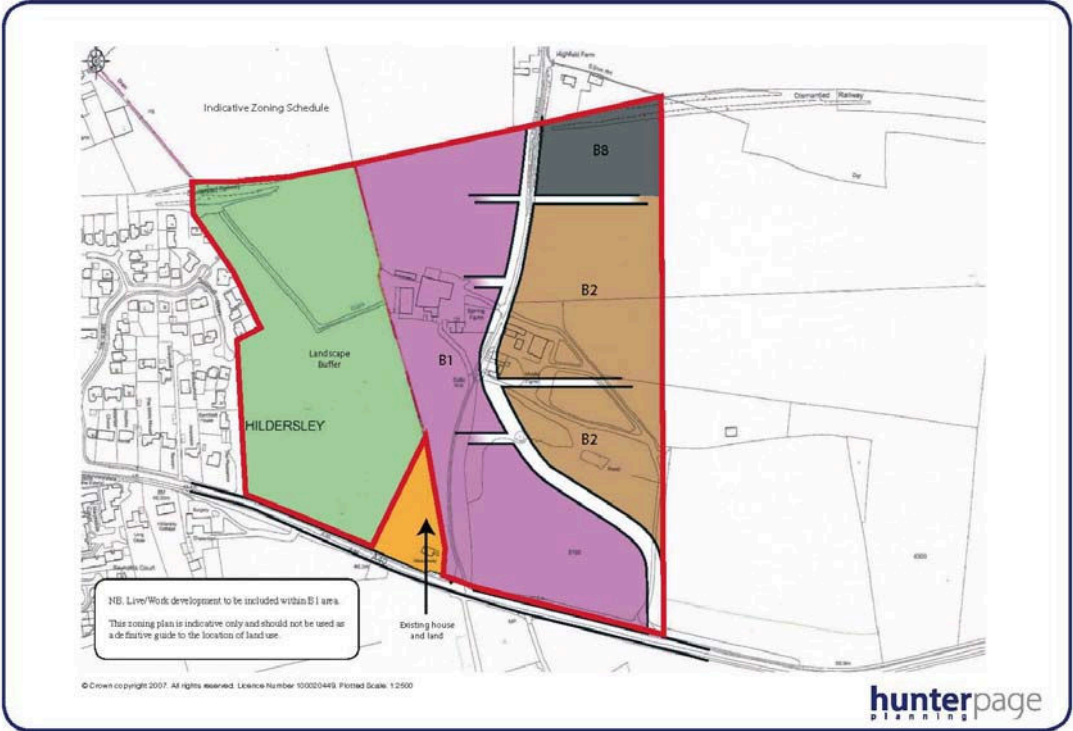 Highfield Farm
Dismantled Railway
Indicative Zoning Schedule
B8
B2
Landscape
Buffer
B1
HILDERSLEY
B2
NB. Live/Work development to be included within B1 area.
This zoning plan is indicative only and should not be used as
a definitive guide to the location of land use.
Existing house
and land
© Crown copyright 2007. All rights reserved. Licence Number 100020449. Plotted Scale: 1:2500
hunterpage
planning